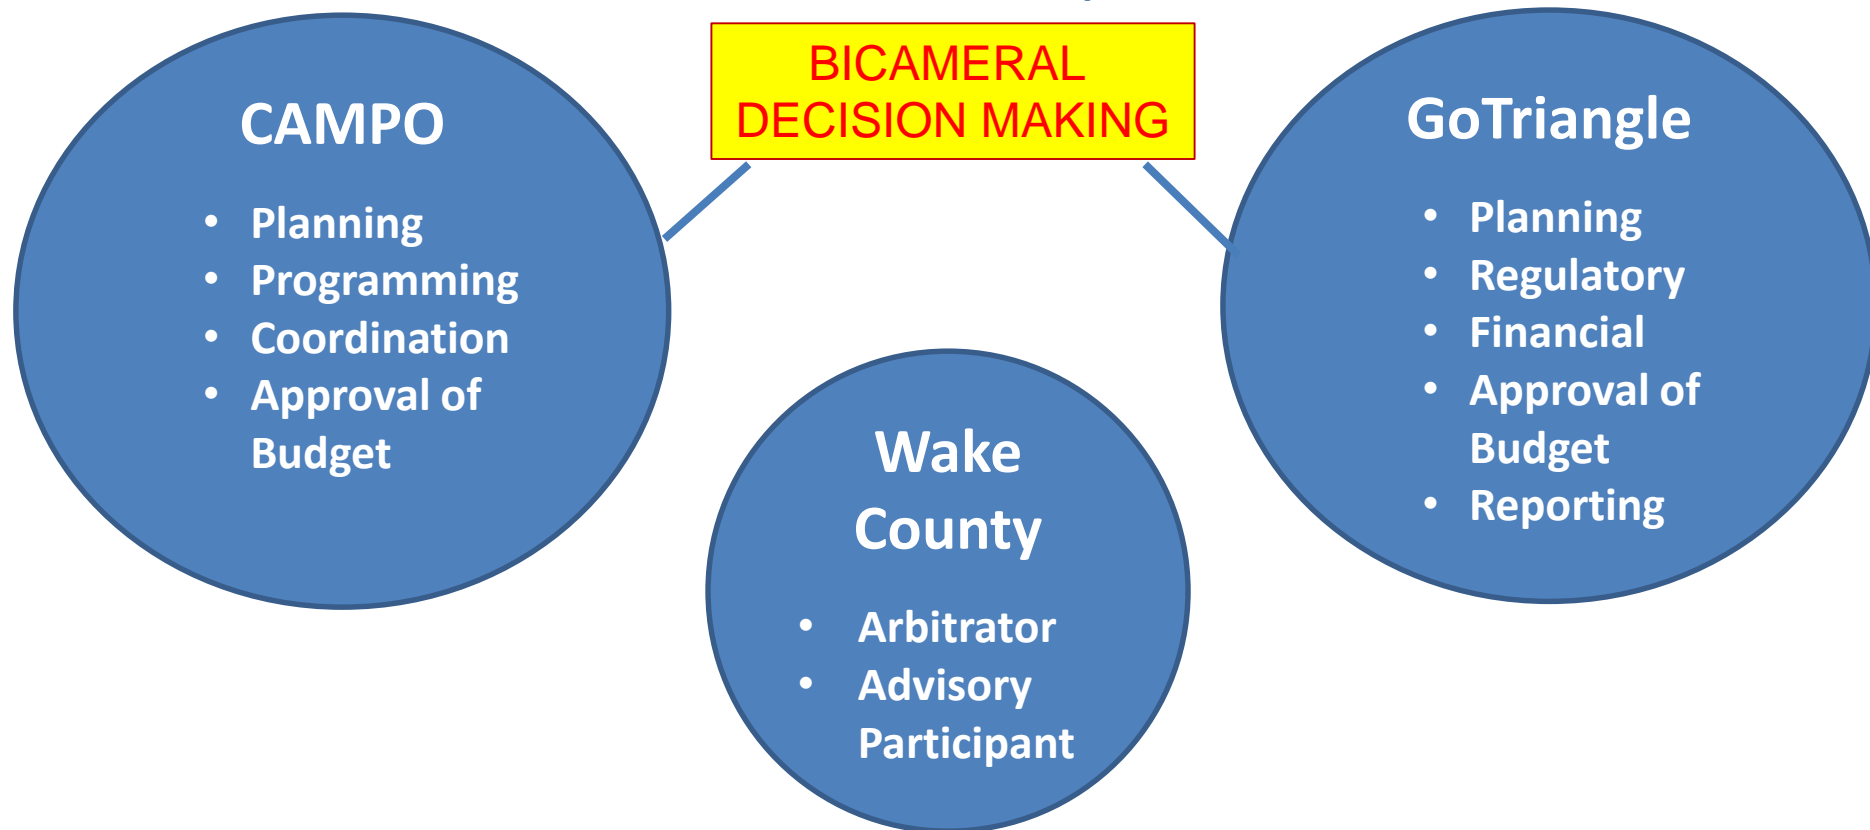 BICAMERAL
DECISION MAKING
CAMPO
• Planning
• Programming
• Coordination
• Approval of
Budget
GoTriangle
• Planning
• Regulatory
• Financial
• Approval of
Budget
• Reporting
Wake
County
• Arbitrator
• Advisory
Participant